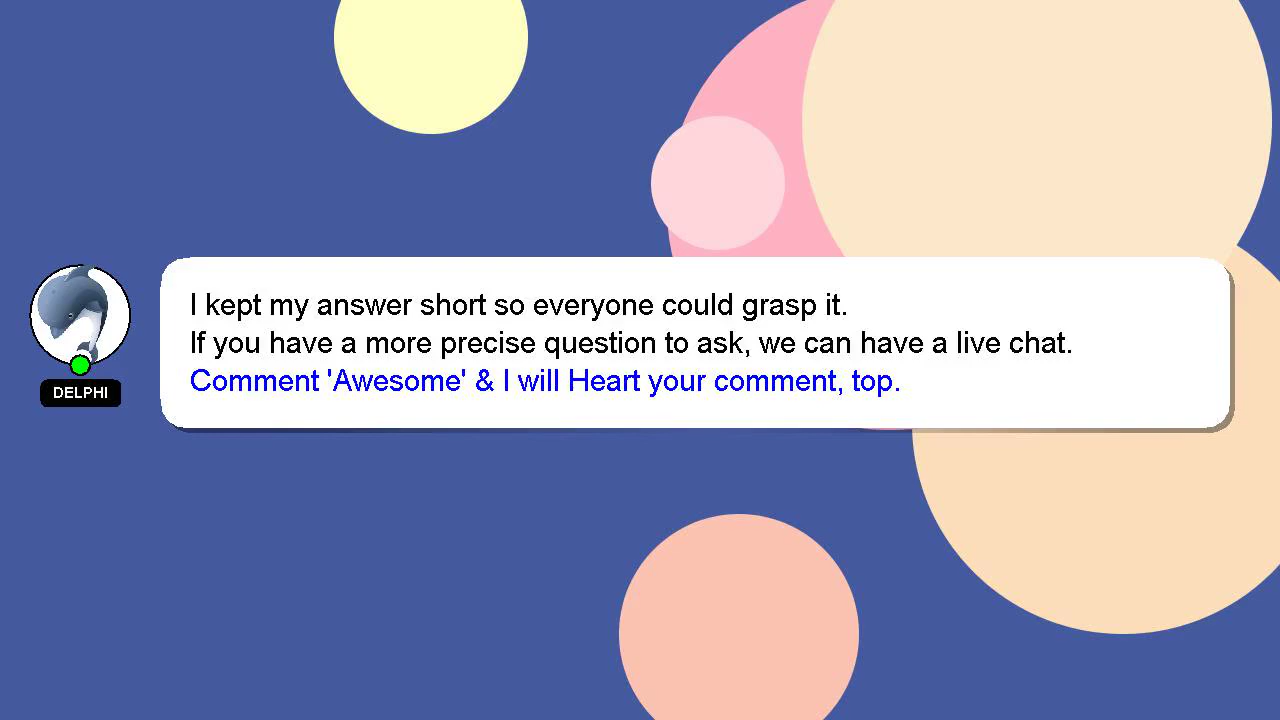 I kept my answer short so everyone could grasp it.
If you have a more precise question to ask, we can have a live chat.
Comment 'Awesome' & I will Heart your comment, top.
DELPHI